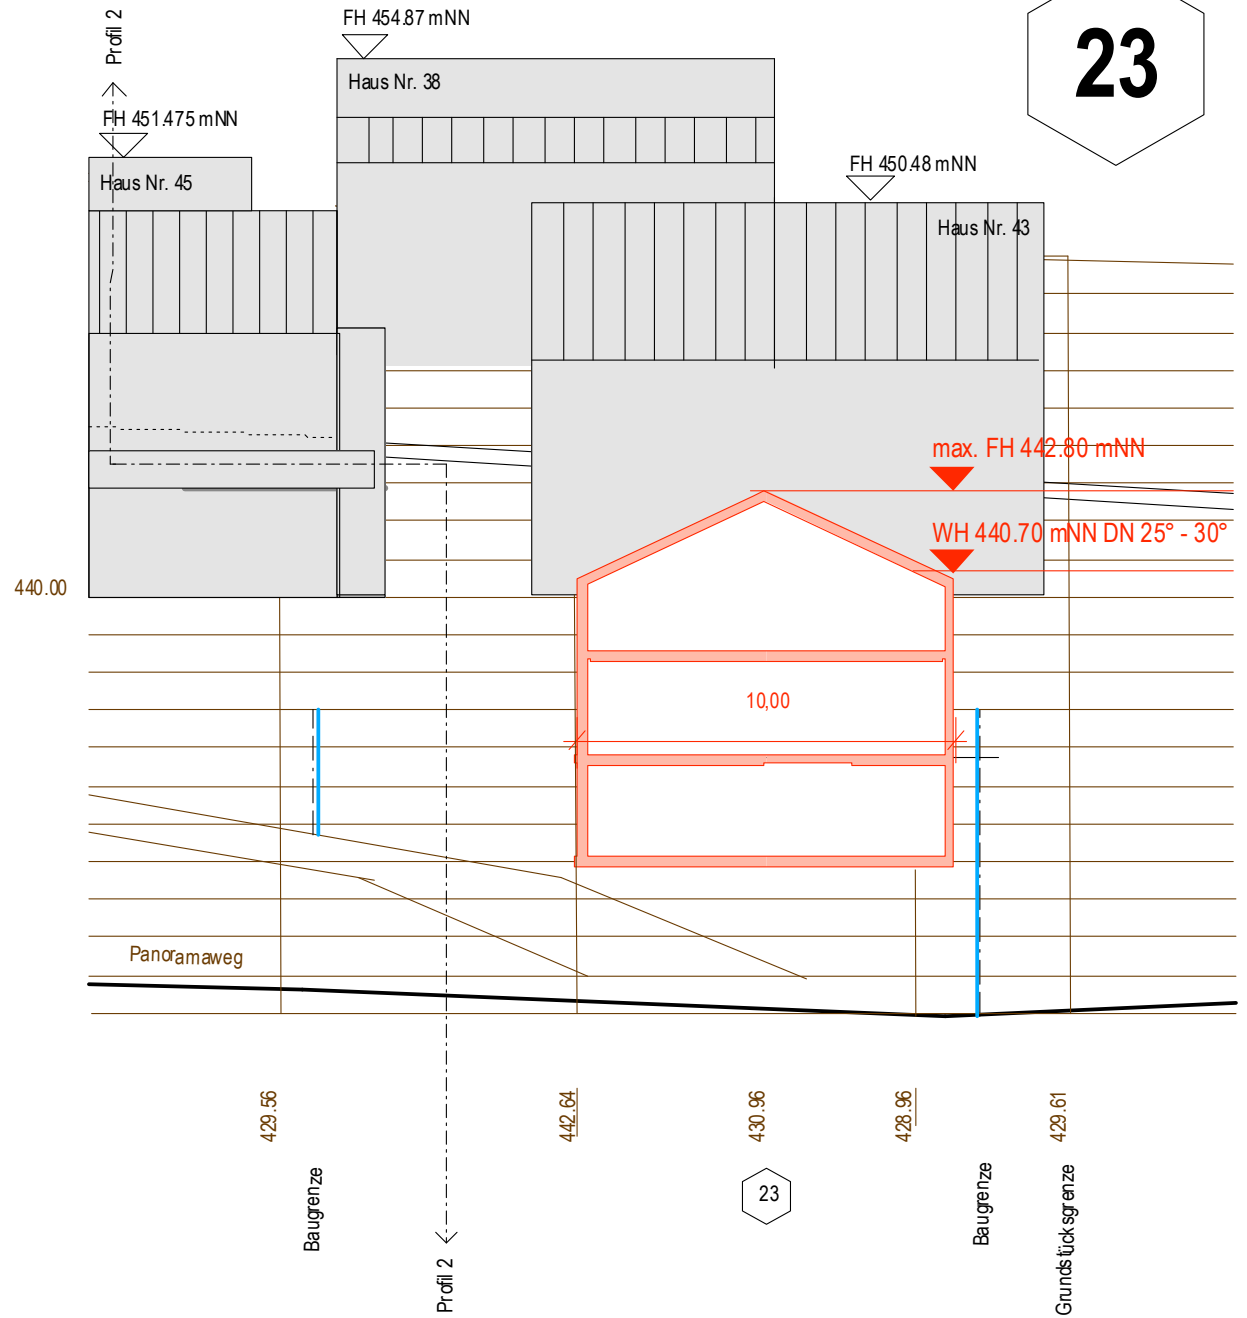 Profil 2
FH 454.87 mNN
23
Haus Nr. 38
FH 451.475 mNN
FH 450.48 mNN
Haus Nr. 45
Haus Nr. 43
max. FH 442.80 mNN
WH 440.70 mNN DN 25° - 30°
440.00
10,00
Panoramaweg
429.56
442.64
430.96
428.96
429.61
Baugrenze
23
Baugrenze
Grundstücksgrenze
Profil 2